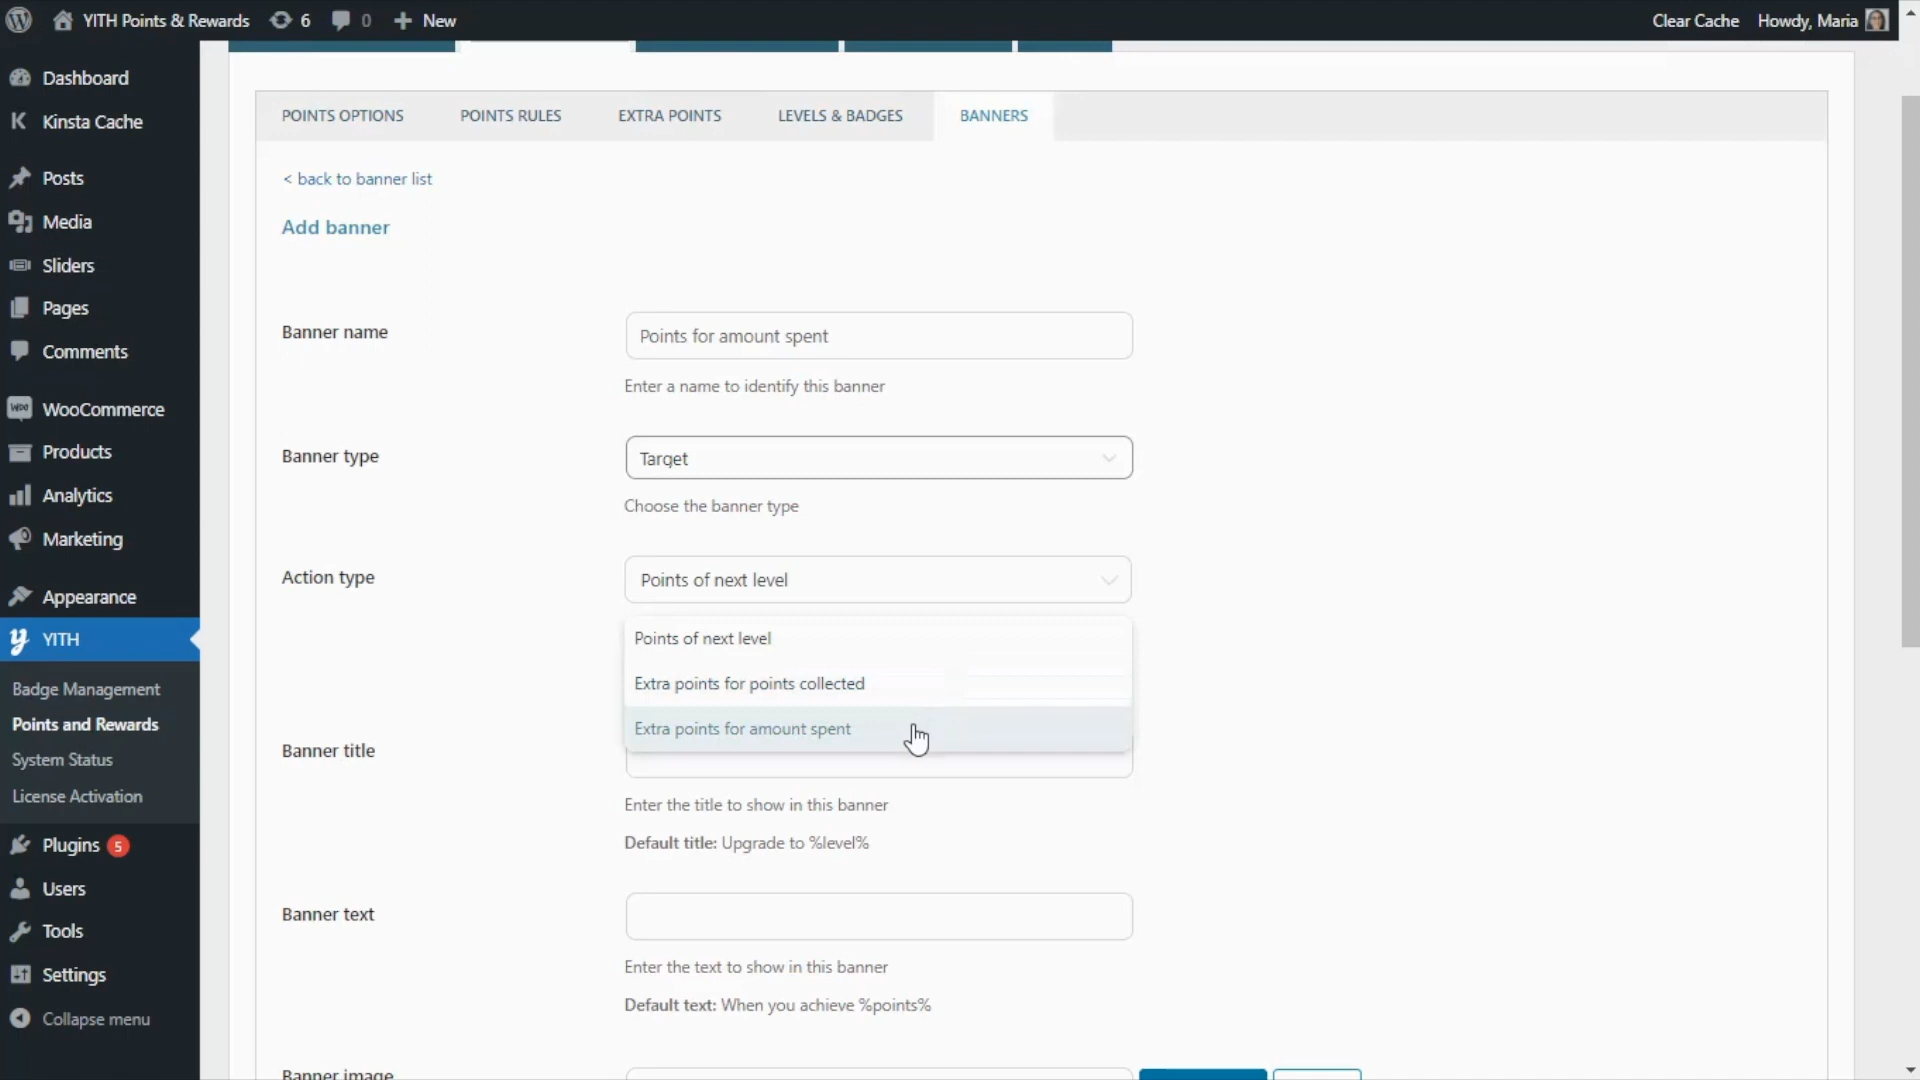 YITH Points & Rewards 6 0 New Clear Cache Howdy, Maria
Dashboard
Kinsta Cache
Posts
Media
Sliders
Pages
Comments
WooCommerce
Products
Analytics
Marketing
Appearance
YITH
Badge Management
Points and Rewards
System Status
License Activation
Plugins 5
Users
Tools
Settings
Collapse menu
POINTS OPTIONS POINTS RULES EXTRA POINTS LEVELS & BADGES BANNERS
< back to banner list
Add banner
Banner name
Points for amount spent
Enter a name to identify this banner
Banner type
Target
Choose the banner type
Action type
Points of next level
Points of next level
Extra points for points collected
Extra points for amount spent
Banner title
Enter the title to show in this banner
Default title: Upgrade to %level%
Banner text
Enter the text to show in this banner
Default text: When you achieve %points%
Banner image